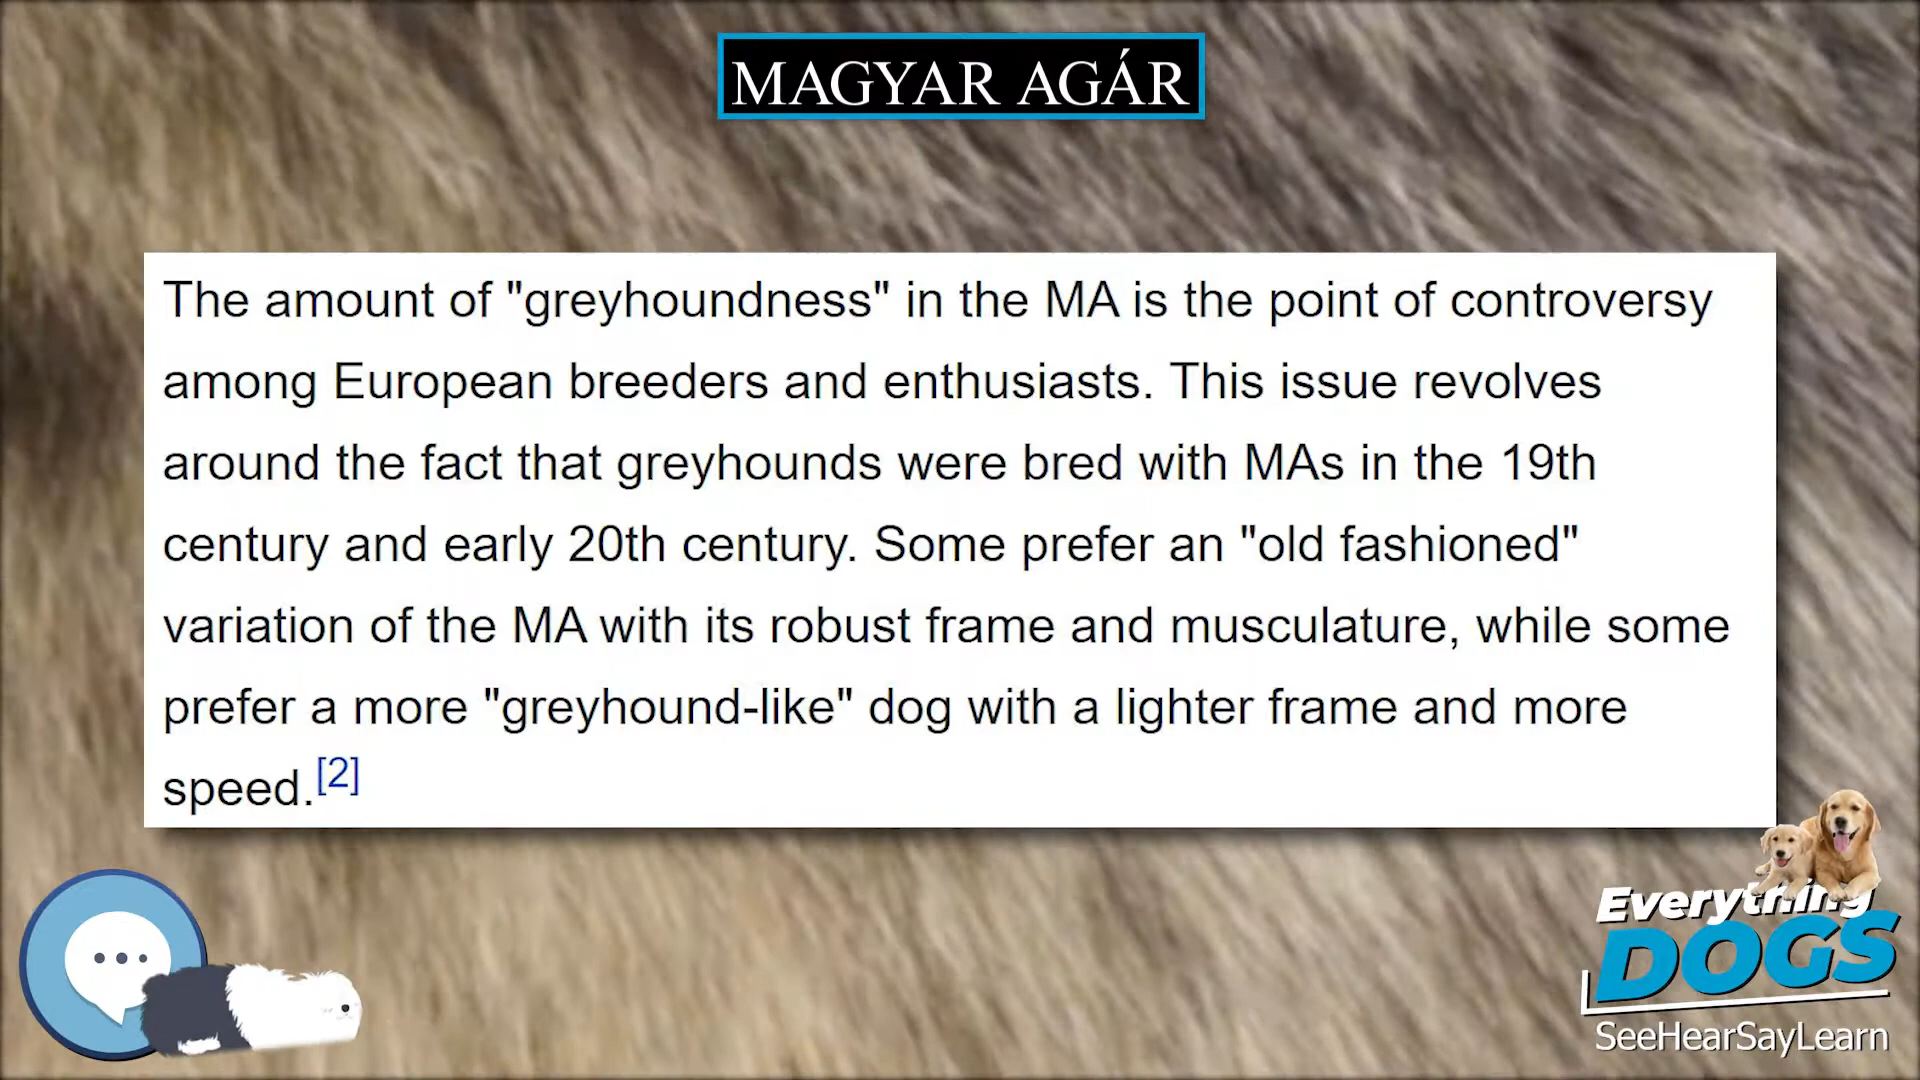 MAGYAR AGÁR
The amount of "greyhoundness" in the MA is the point of controversy
among European breeders and enthusiasts. This issue revolves
around the fact that greyhounds were bred with MAs in the 19th
century and early 20th century. Some prefer an "old fashioned"
variation of the MA with its robust frame and musculature, while some
prefer a more "greyhound-like" dog with a lighter frame and more
speed.[2]
Everything
DOGS
SeeHearSayLearn